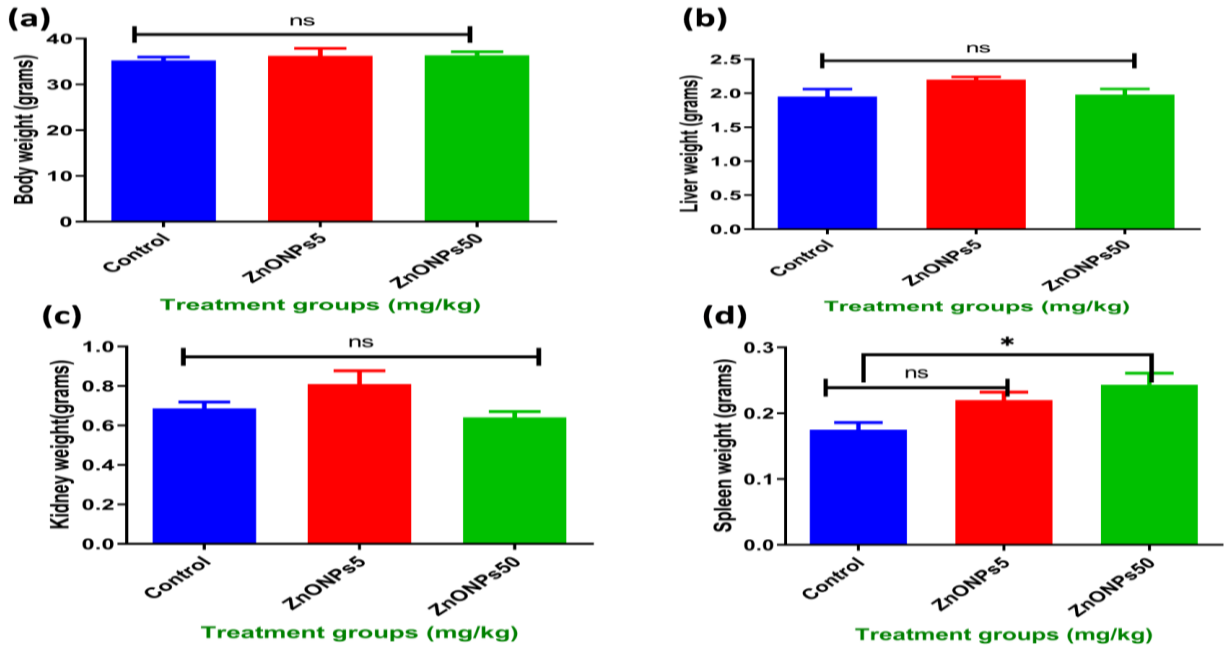 (a)
ns
Body weight (grams)
40
30
20
10
0
Control
ZnONPs5
ZnONPs50
Treatment groups (mg/kg)
(b)
ns
Liver weight (grams)
2.5
2.0
1.5
1.0
0.5
0.0
Control
ZnONPs5
ZnONPs50
Treatment groups (mg/kg)
(c)
ns
Kidney weight(grams)
1.0
0.8
0.6
0.4
0.2
0.0
Control
ZnONPs5
ZnONPs50
Treatment groups (mg/kg)
(d)
*
ns
Spleen weight (grams)
0.3
0.2
0.1
0.0
Control
ZnONPs5
ZnONPs50
Treatment groups (mg/kg)